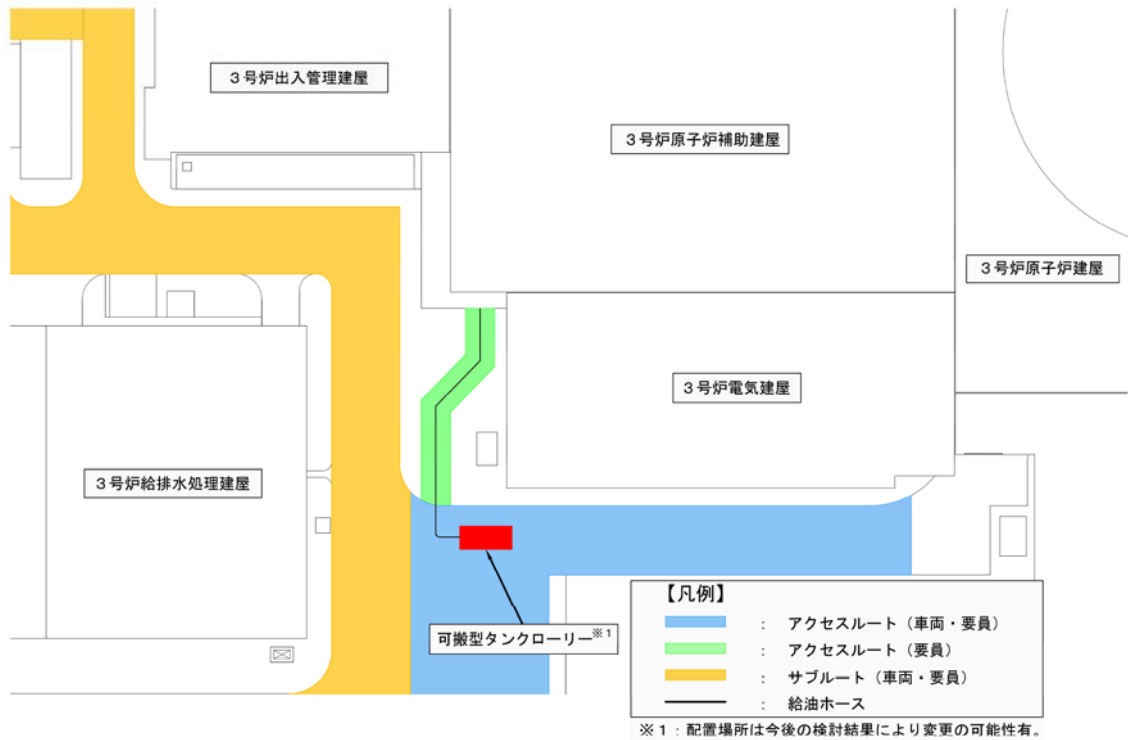 3号炉出入管理建屋
3号炉原子炉補助建屋
3号炉原子炉建屋
3号炉電気建屋
3号炉給排水処理建屋
可搬型タンクローリー※1
【凡例】
： アクセスルート（車両・要員）
： アクセスルート（要員）
： サブルート（車両・要員）
： 給油ホース
※1：配置場所は今後の検討結果により変更の可能性有。